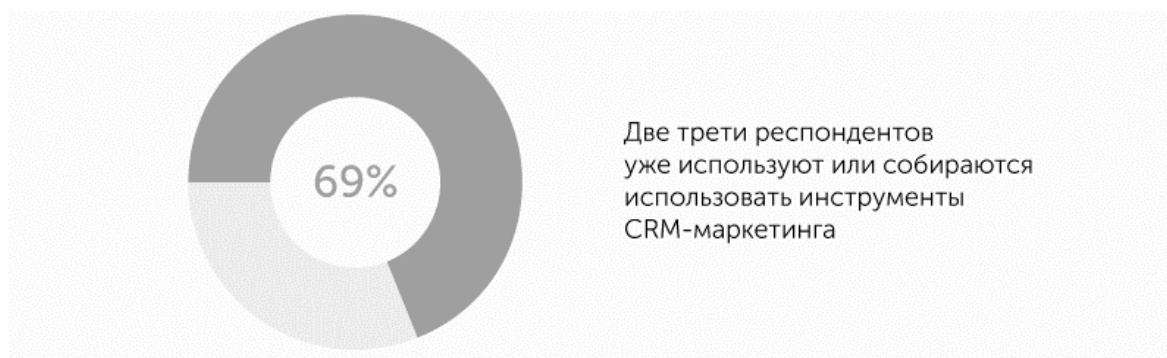 69%
Две трети респондентов
уже используют или собираются
использовать инструменты
CRM-маркетинга